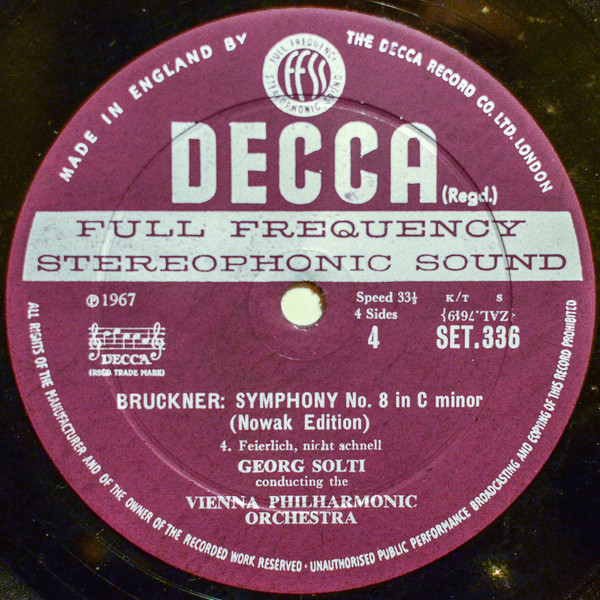 MADE IN ENGLAND BY
THE DECCA RECORD CO. LTD. LONDON
FULL FREQUENCY
FFSS
STEREOPHONIC SOUND
DECCA
(Regd.)
FULL FREQUENCY
STEREOPHONIC SOUND
℗1967
Speed 33⅓
K/T S
4 Sides
{ZAL.7619}
4
SET.336
DECCA
(REGD. TRADE MARK)
BRUCKNER: SYMPHONY No. 8 in C minor
(Nowak Edition)
4. Feierlich, nicht schnell
GEORG SOLTI
conducting the
VIENNA PHILHARMONIC
ORCHESTRA
ALL RIGHTS OF THE MANUFACTURER AND OF THE OWNER OF THE RECORDED WORK RESERVED · UNAUTHORISED PUBLIC PERFORMANCE BROADCASTING AND COPYING OF THIS RECORD PROHIBITED